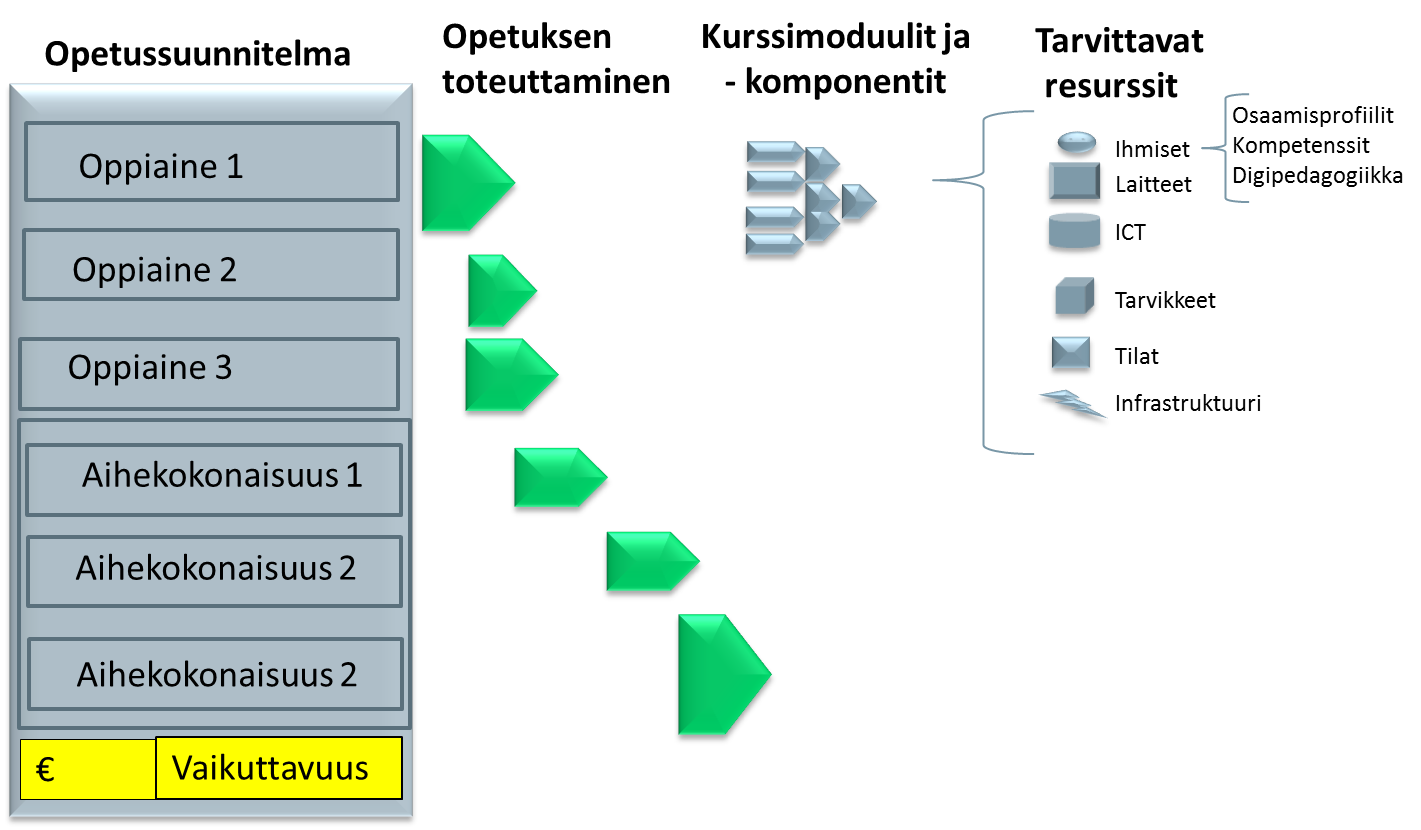 Opetussuunnitelma
Oppiaine 1
Oppiaine 2
Oppiaine 3
Aihekokonaisuus 1
Aihekokonaisuus 2
Aihekokonaisuus 2
€
Vaikuttavuus
Opetuksen
toteuttaminen
Kurssimoduulit ja
- komponentit
Tarvittavat
resurssit
Ihmiset
Laitteet
ICT
Tarvikkeet
Tilat
Infrastruktuuri
Osaamisprofiilit
Kompetenssit
Digipedagogiikka